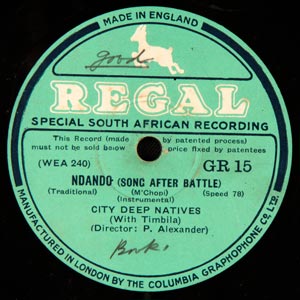 MADE IN ENGLAND
good
REGAL
SPECIAL SOUTH AFRICAN RECORDING
This Record (made by patented process)
must not be sold below price fixed by patentees
(WEA 240) GR 15
NDANDO (SONG AFTER BATTLE)
(Traditional) (M'Chopi) (Speed 78)
(Instrumental)
CITY DEEP NATIVES
(With Timbila)
(Director: P. Alexander)
MANUFACTURED IN LONDON BY THE COLUMBIA GRAPHOPHONE CO. LTD.